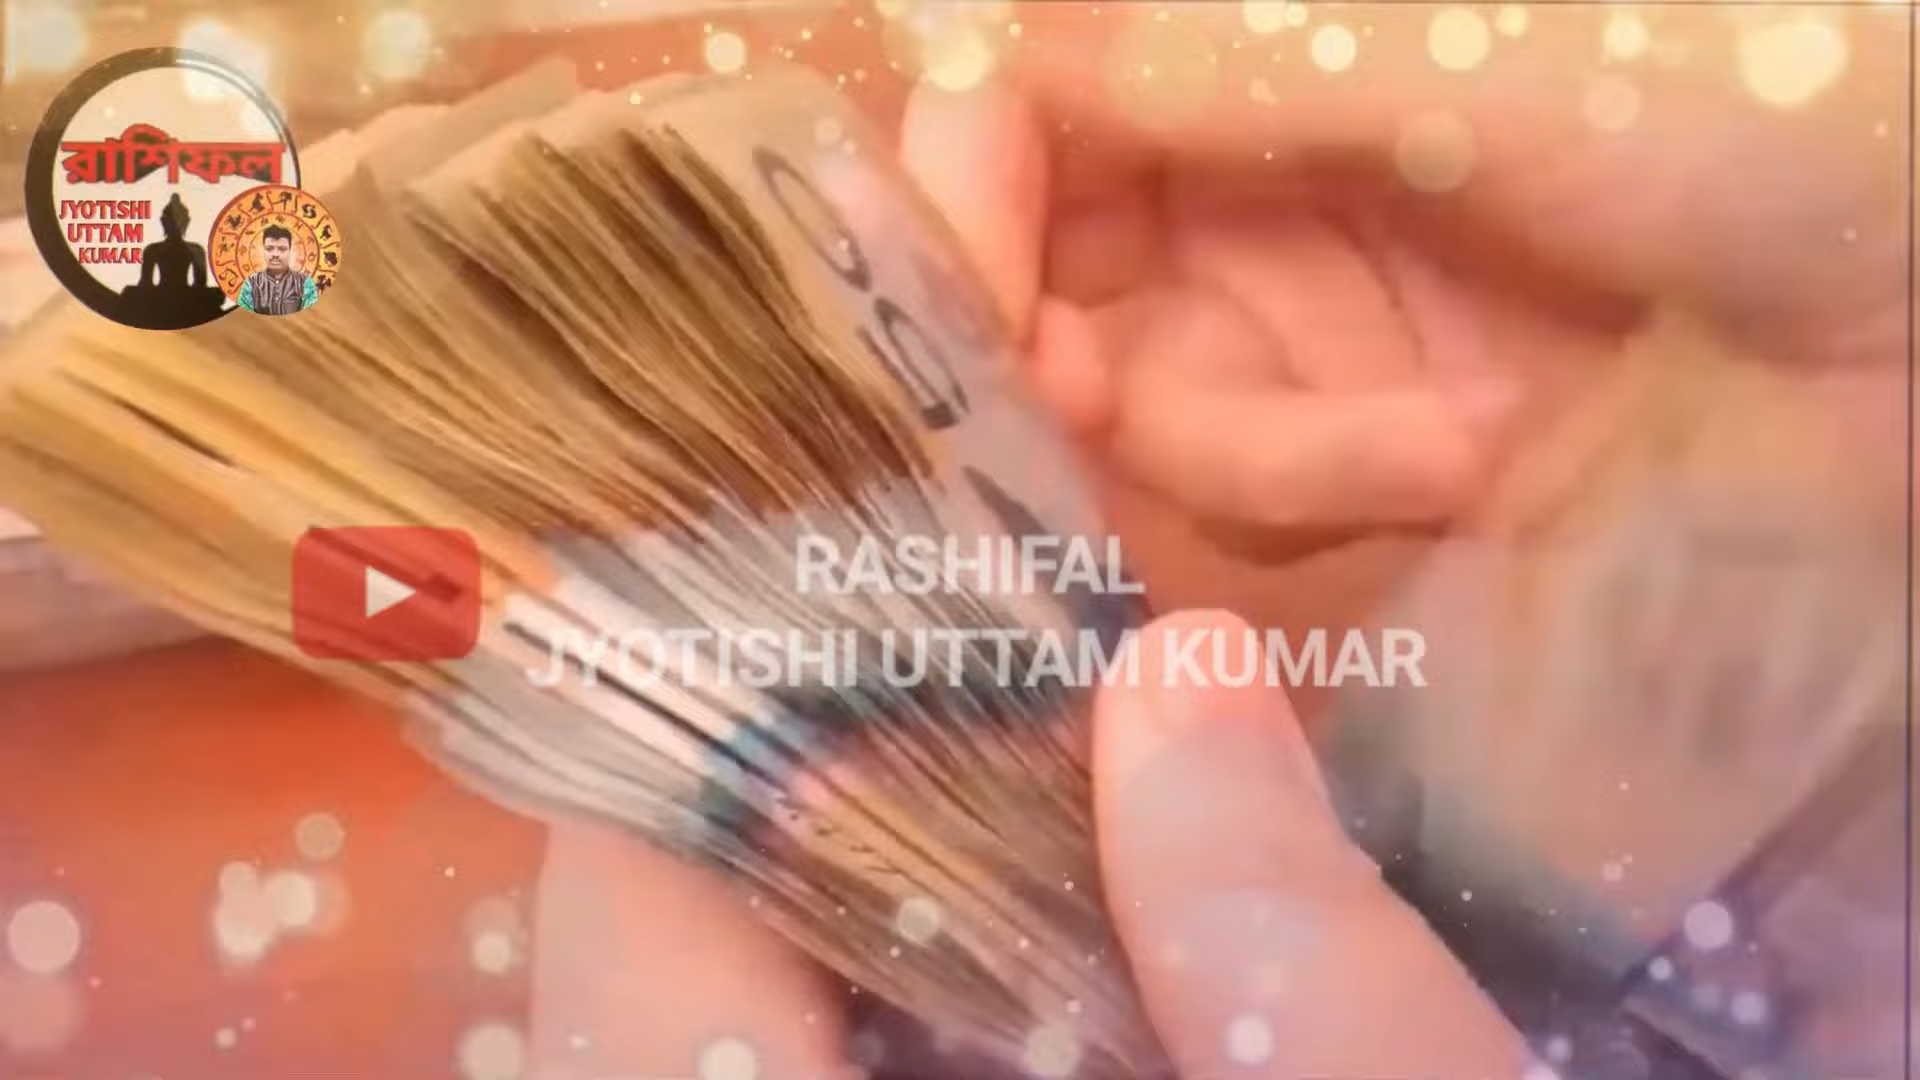 রাশিফল
JYOTISHI
UTTAM
KUMAR
RASHIFAL
JYOTISHI UTTAM KUMAR